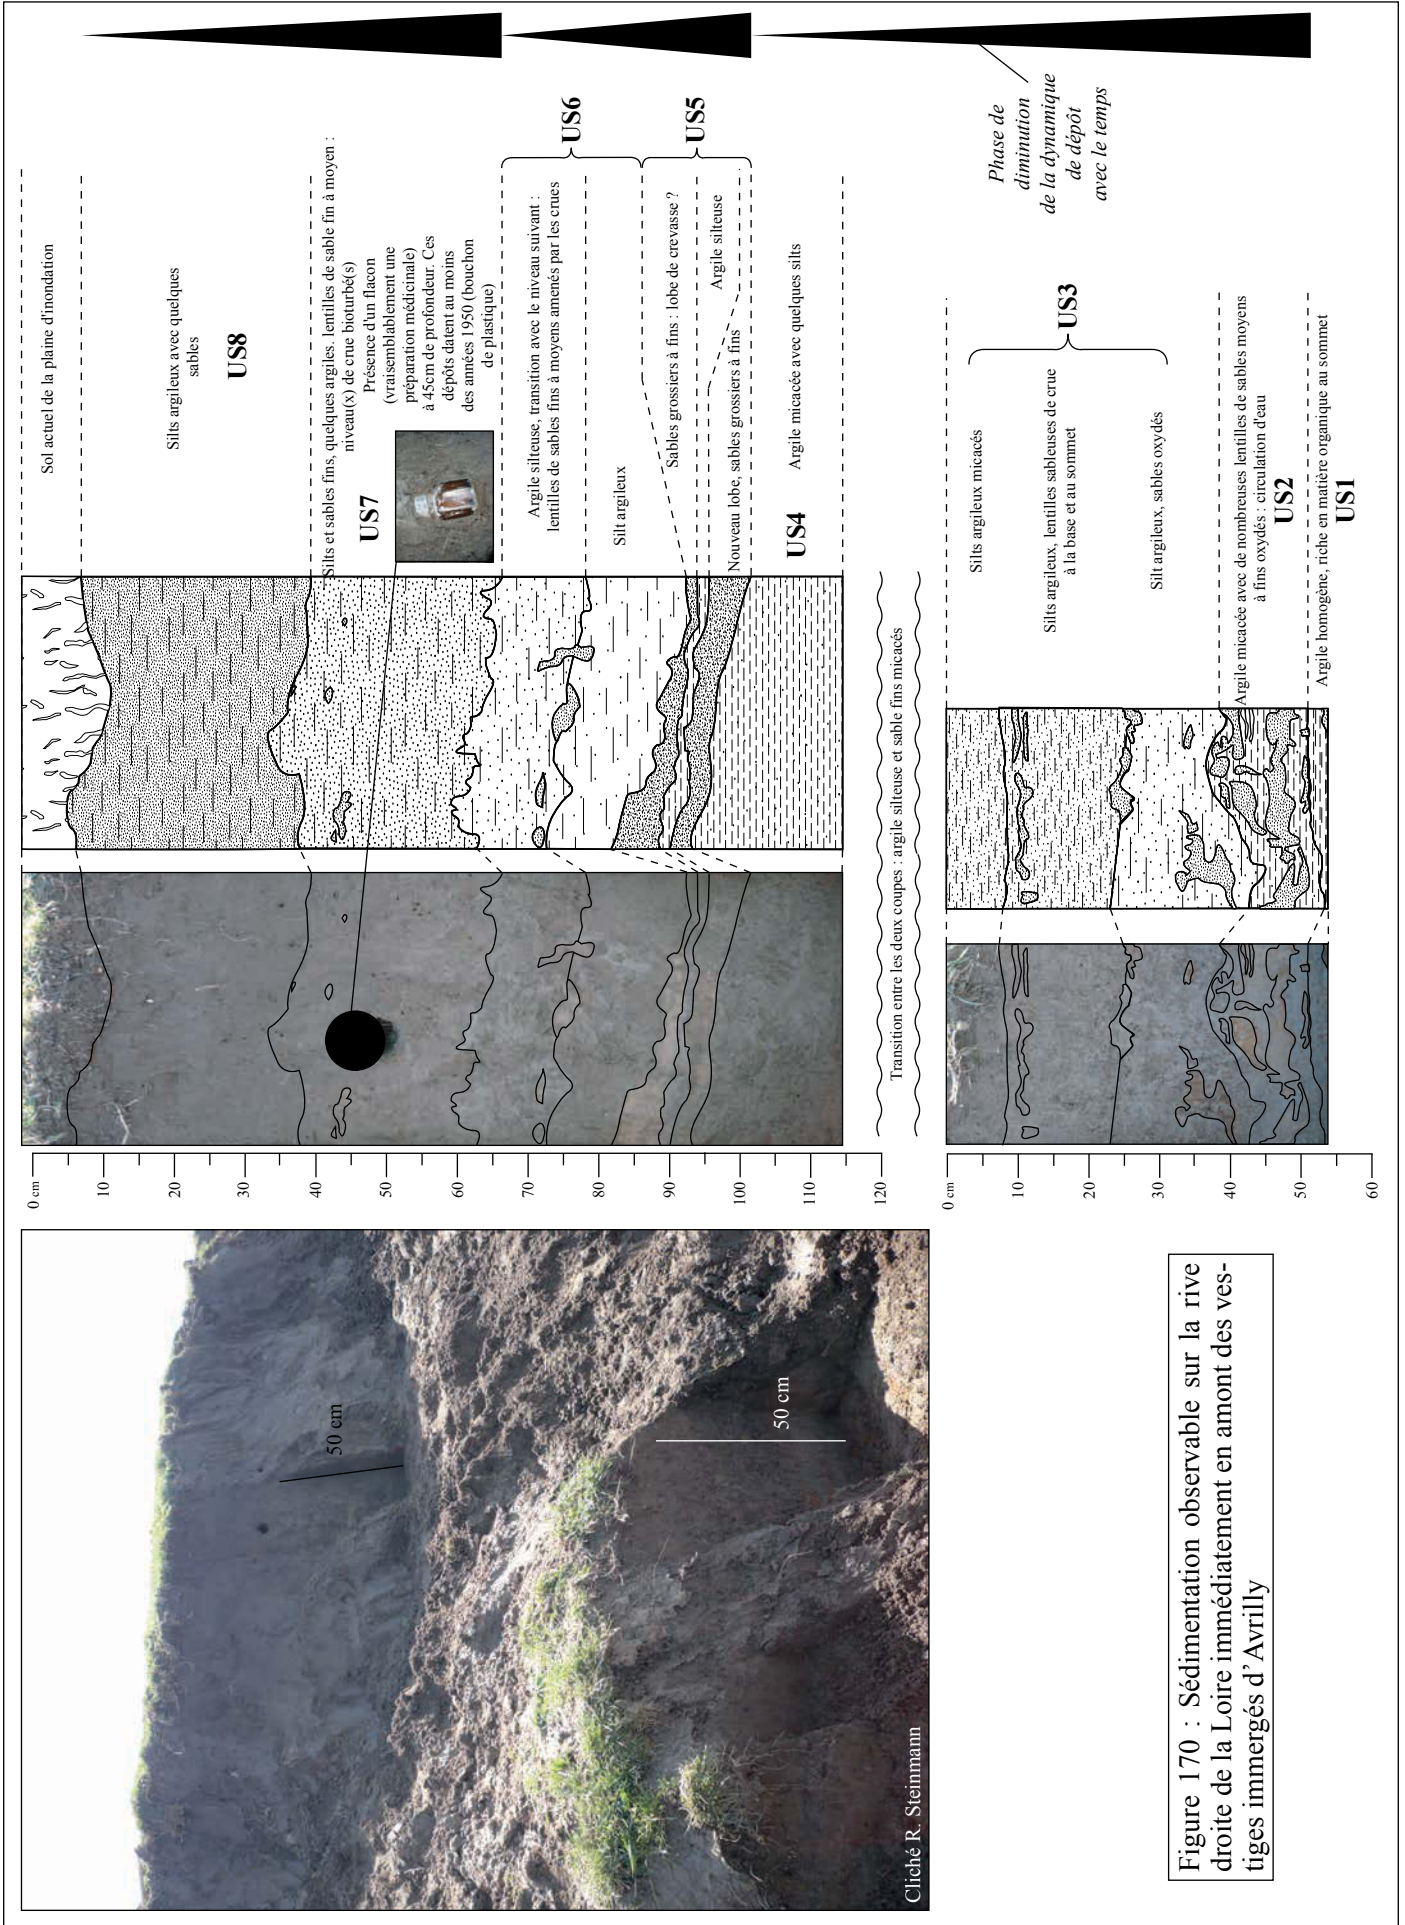 Sol actuel de la plaine d'inondation
Silts argileux avec quelques
sables
US8
Silts et sables fins, quelques argiles. lentilles de sable fin à moyen :
niveau(x) de crue bioturbé(s)
Présence d'un flacon
(vraisemblablement une
préparation médicinale)
à 45cm de profondeur. Ces
dépôts datent au moins
des années 1950 (bouchon
de plastique)
US7
Argile silteuse, transition avec le niveau suivant :
lentilles de sables fins à moyens amenés par les crues
Silt argileux
US6
Sables grossiers à fins : lobe de crevasse ?
Argile silteuse
Nouveau lobe, sables grossiers à fins
US5
Argile micacée avec quelques silts
US4
Transition entre les deux coupes : argile silteuse et sable fins micacés
Silts argileux micacés
Silts argileux, lentilles sableuses de crue
à la base et au sommet
Silt argileux, sables oxydés
US3
Argile micacée avec de nombreuses lentilles de sables moyens
à fins oxydés : circulation d'eau
US2
Argile homogène, riche en matière organique au sommet
US1
Phase de
diminution
de la dynamique
de dépôt
avec le temps
0 cm
10
20
30
40
50
60
70
80
90
100
110
120
0 cm
10
20
30
40
50
60
50 cm
50 cm
Cliché R. Steinmann
Figure 170 : Sédimentation observable sur la rive
droite de la Loire immédiatement en amont des ves-
tiges immergés d'Avrilly